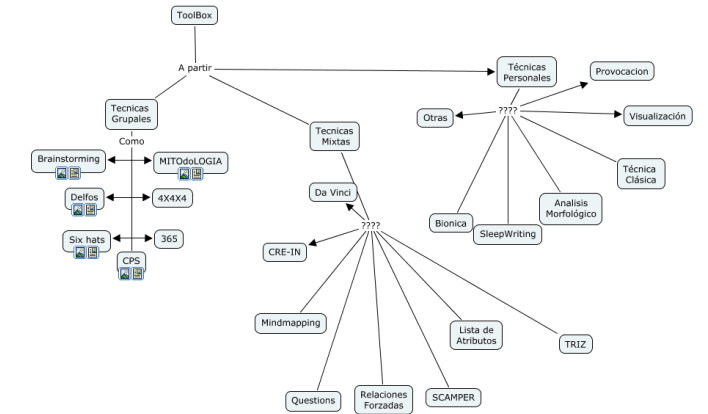 ToolBox
A partir
Técnicas
Personales
Provocacion
Otras
????
Visualización
Técnica
Clásica
Analisis
Morfológico
SleepWriting
Bionica
Tecnicas
Grupales
Como
Brainstorming
MITOdoLOGIA
Delfos
4X4X4
Six hats
365
CPS
Tecnicas
Mixtas
Da Vinci
????
CRE-IN
Mindmapping
Questions
Relaciones
Forzadas
SCAMPER
Lista de
Atributos
TRIZ